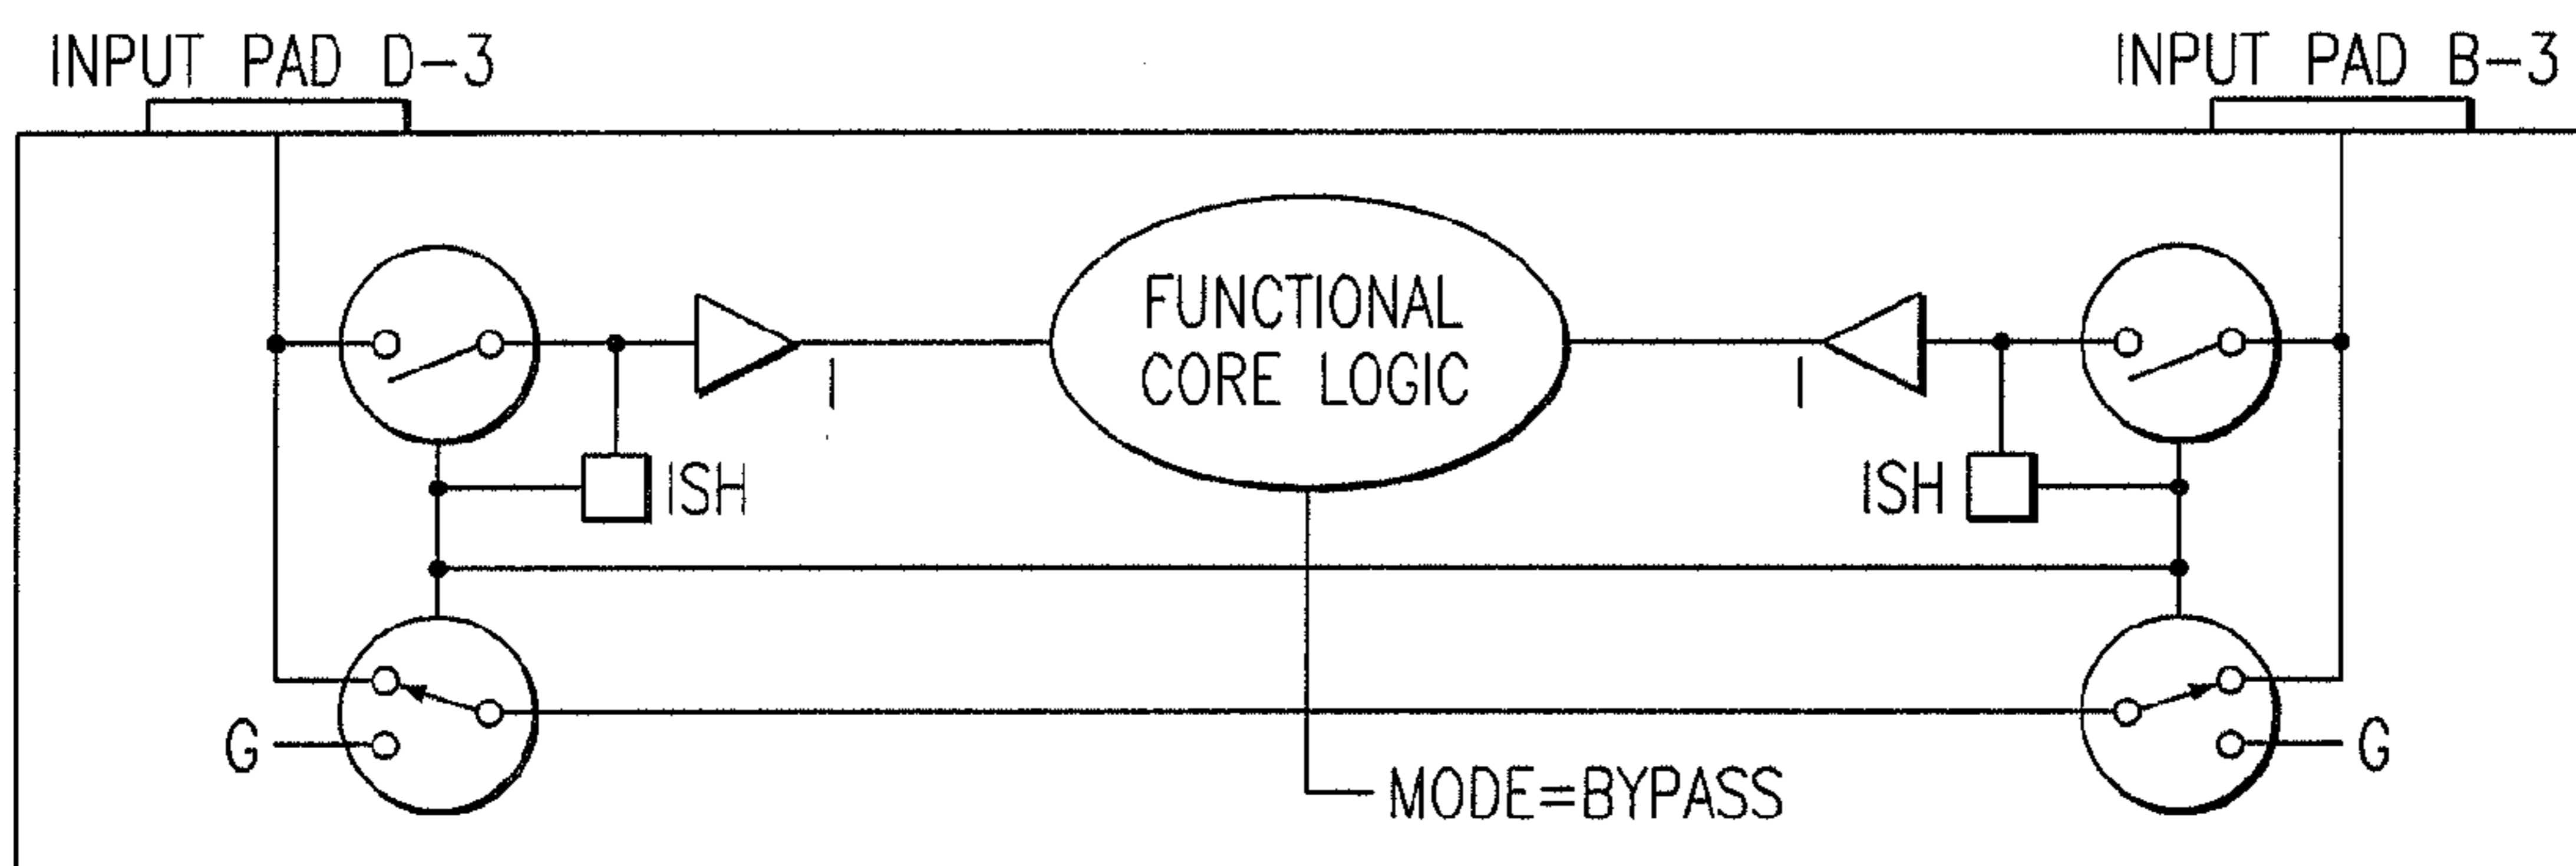 INPUT PAD D-3
INPUT PAD B-3
FUNCTIONAL
CORE LOGIC
I
I
ISH
ISH
G
G
MODE=BYPASS